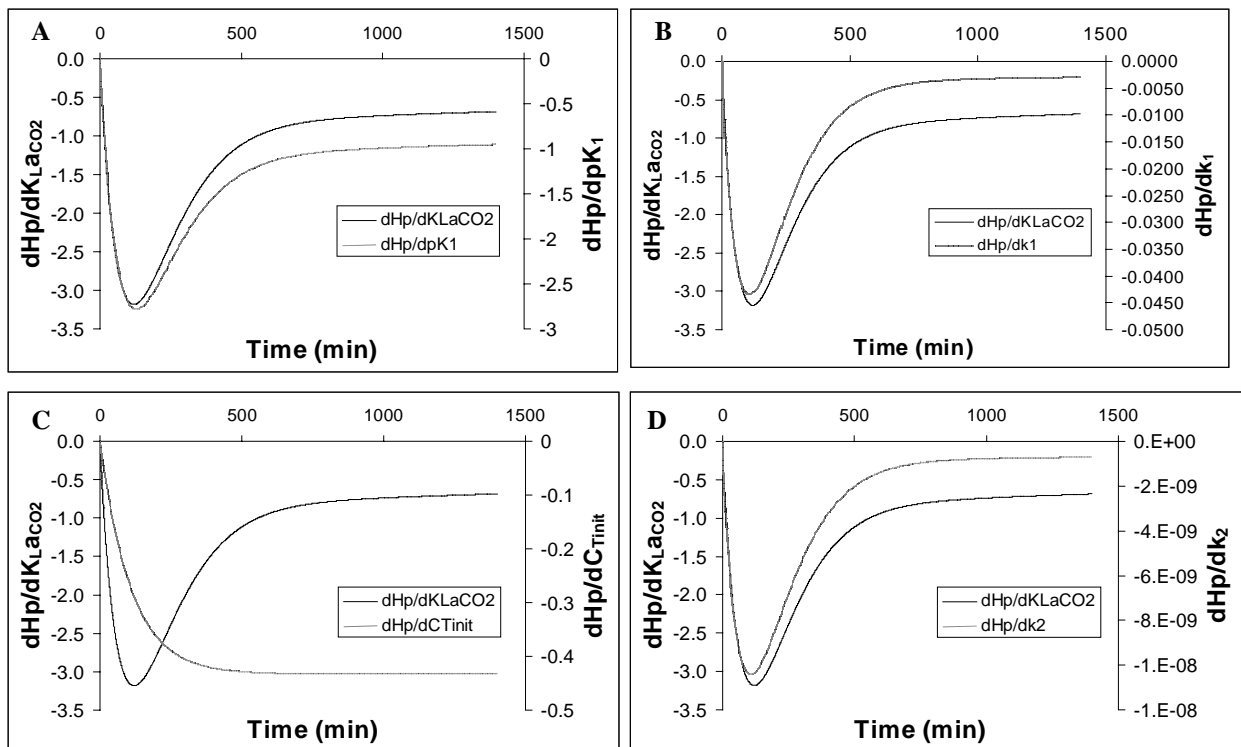 A
0 500 1000 1500
0.0 0
-0.5 -0.5
-1.0 -1
-1.5 -1.5
-2.0 -2
-2.5 -2.5
-3.0 -3
-3.5
dHp/dKLaCO2
dHp/dpK1
dHp/dKLaCO2
dHp/dpK1
Time (min)
B
0 500 1000 1500
0.0 0.0000
-0.5 -0.0050
-1.0 -0.0100
-1.5 -0.0150
-2.0 -0.0200
-2.5 -0.0250
-3.0 -0.0300
-3.5 -0.0350
-0.0400
-0.0450
-0.0500
dHp/dKLaCO2
dHp/dk1
dHp/dKLaCO2
dHp/dk1
Time (min)
C
0 500 1000 1500
0.0 0
-0.5 -0.1
-1.0 -0.2
-1.5 -0.3
-2.0 -0.4
-2.5 -0.5
-3.0
-3.5
dHp/dKLaCO2
dHp/dCTinit
dHp/dKLaCO2
dHp/dCTinit
Time (min)
D
0 500 1000 1500
0.0 0.E+00
-0.5 -2.E-09
-1.0 -4.E-09
-1.5 -6.E-09
-2.0 -8.E-09
-2.5 -1.E-08
-3.0 -1.E-08
-3.5
dHp/dKLaCO2
dHp/dk2
dHp/dKLaCO2
dHp/dk2
Time (min)